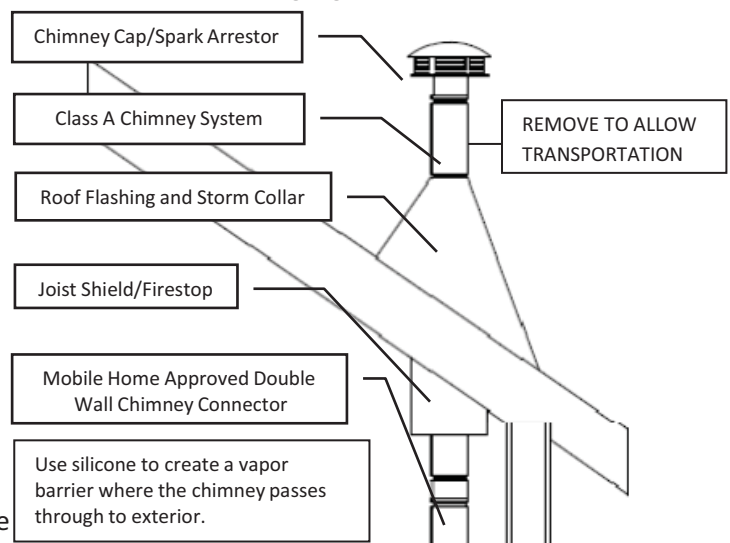 Chimney Cap/Spark Arrestor
Class A Chimney System
REMOVE TO ALLOW
TRANSPORTATION
Roof Flashing and Storm Collar
Joist Shield/Firestop
Mobile Home Approved Double
Wall Chimney Connector
Use silicone to create a vapor
barrier where the chimney passes
through to exterior.
e